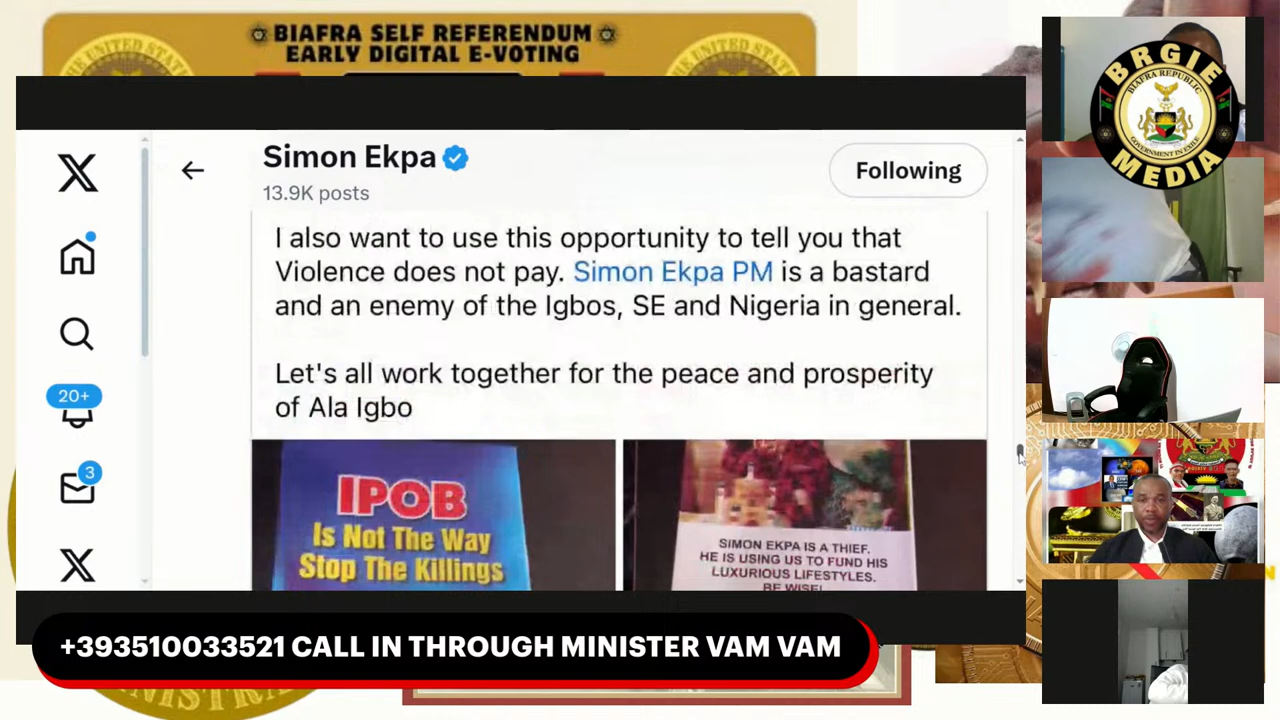 BIAFRA SELF REFERENDUM
EARLY DIGITAL E-VOTING
Simon Ekpa
13.9K posts
Following
I also want to use this opportunity to tell you that
Violence does not pay. Simon Ekpa PM is a bastard
and an enemy of the Igbos, SE and Nigeria in general.
Let's all work together for the peace and prosperity
of Ala Igbo
20+
3
IPOB
Is Not The Way
Stop The Killings
SIMON EKPA IS A THIEF.
HE IS USING US TO FUND HIS
LUXURIOUS LIFESTYLES.
BE WISE!
+393510033521 CALL IN THROUGH MINISTER VAM VAM
BRGIE
BIAFRA REPUBLIC
GOVERNMENT IN EXILE
MEDIA